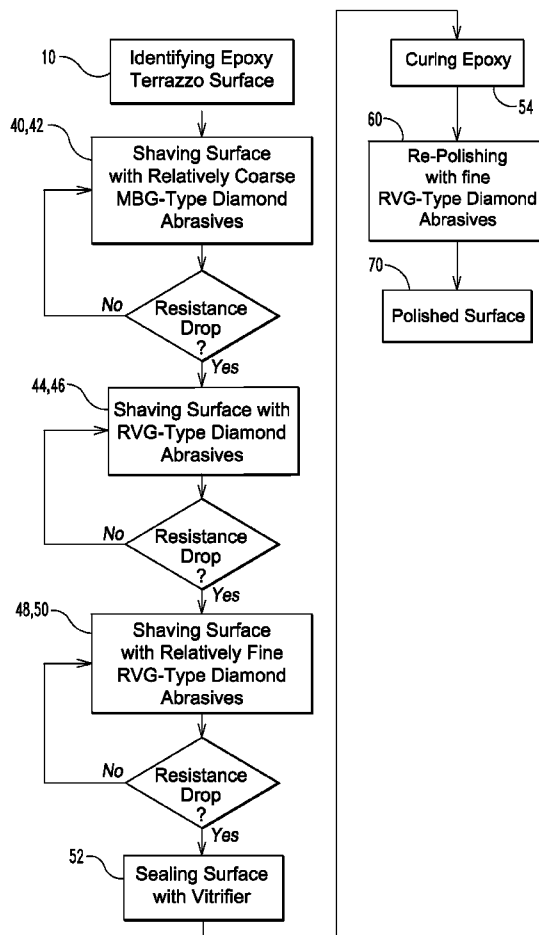 10
Identifying Epoxy
Terrazzo Surface
40,42
Shaving Surface
with Relatively Coarse
MBG-Type Diamond
Abrasives
No
Resistance
Drop
?
Yes
44,46
Shaving Surface with
RVG-Type Diamond
Abrasives
No
Resistance
Drop
?
Yes
48,50
Shaving Surface
with Relatively Fine
RVG-Type Diamond
Abrasives
No
Resistance
Drop
?
Yes
52
Sealing Surface
with Vitrifier
Curing Epoxy
54
60
Re-Polishing
with fine
RVG-Type Diamond
Abrasives
70
Polished Surface